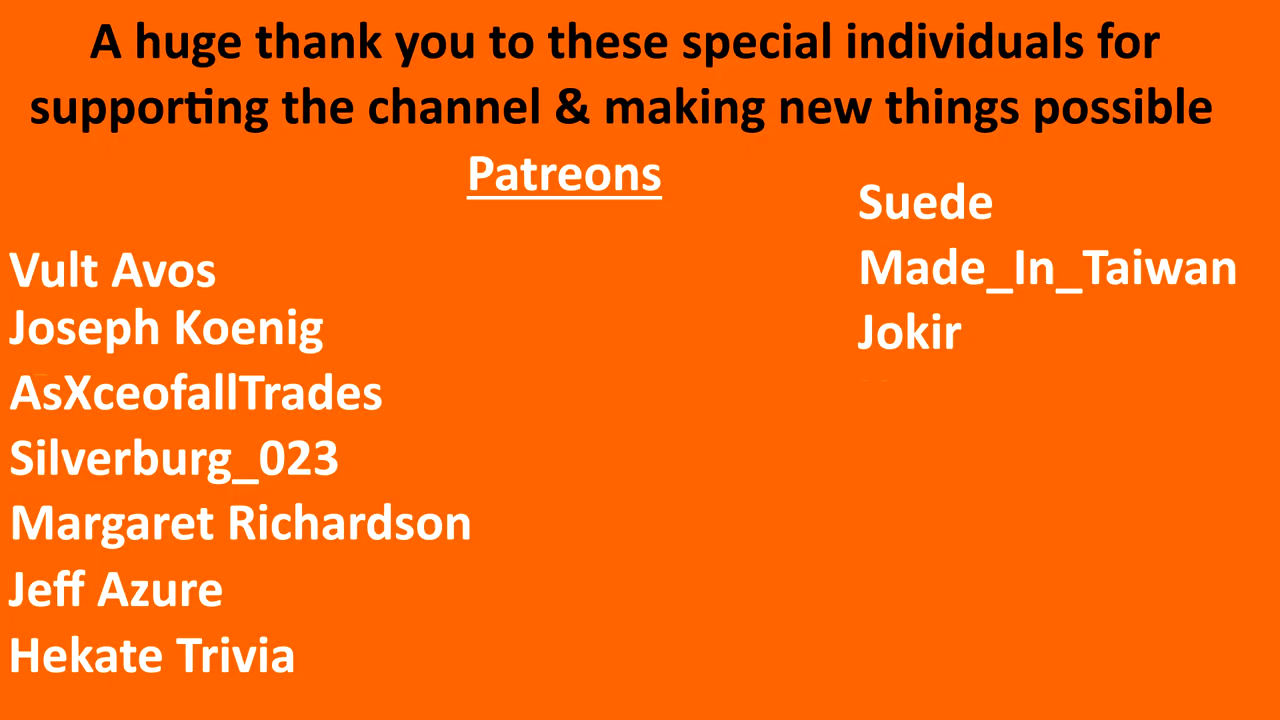 A huge thank you to these special individuals for
supporting the channel & making new things possible
Patreons
Vult Avos
Joseph Koenig
AsXceofallTrades
Silverburg_023
Margaret Richardson
Jeff Azure
Hekate Trivia
Suede
Made_In_Taiwan
Jokir